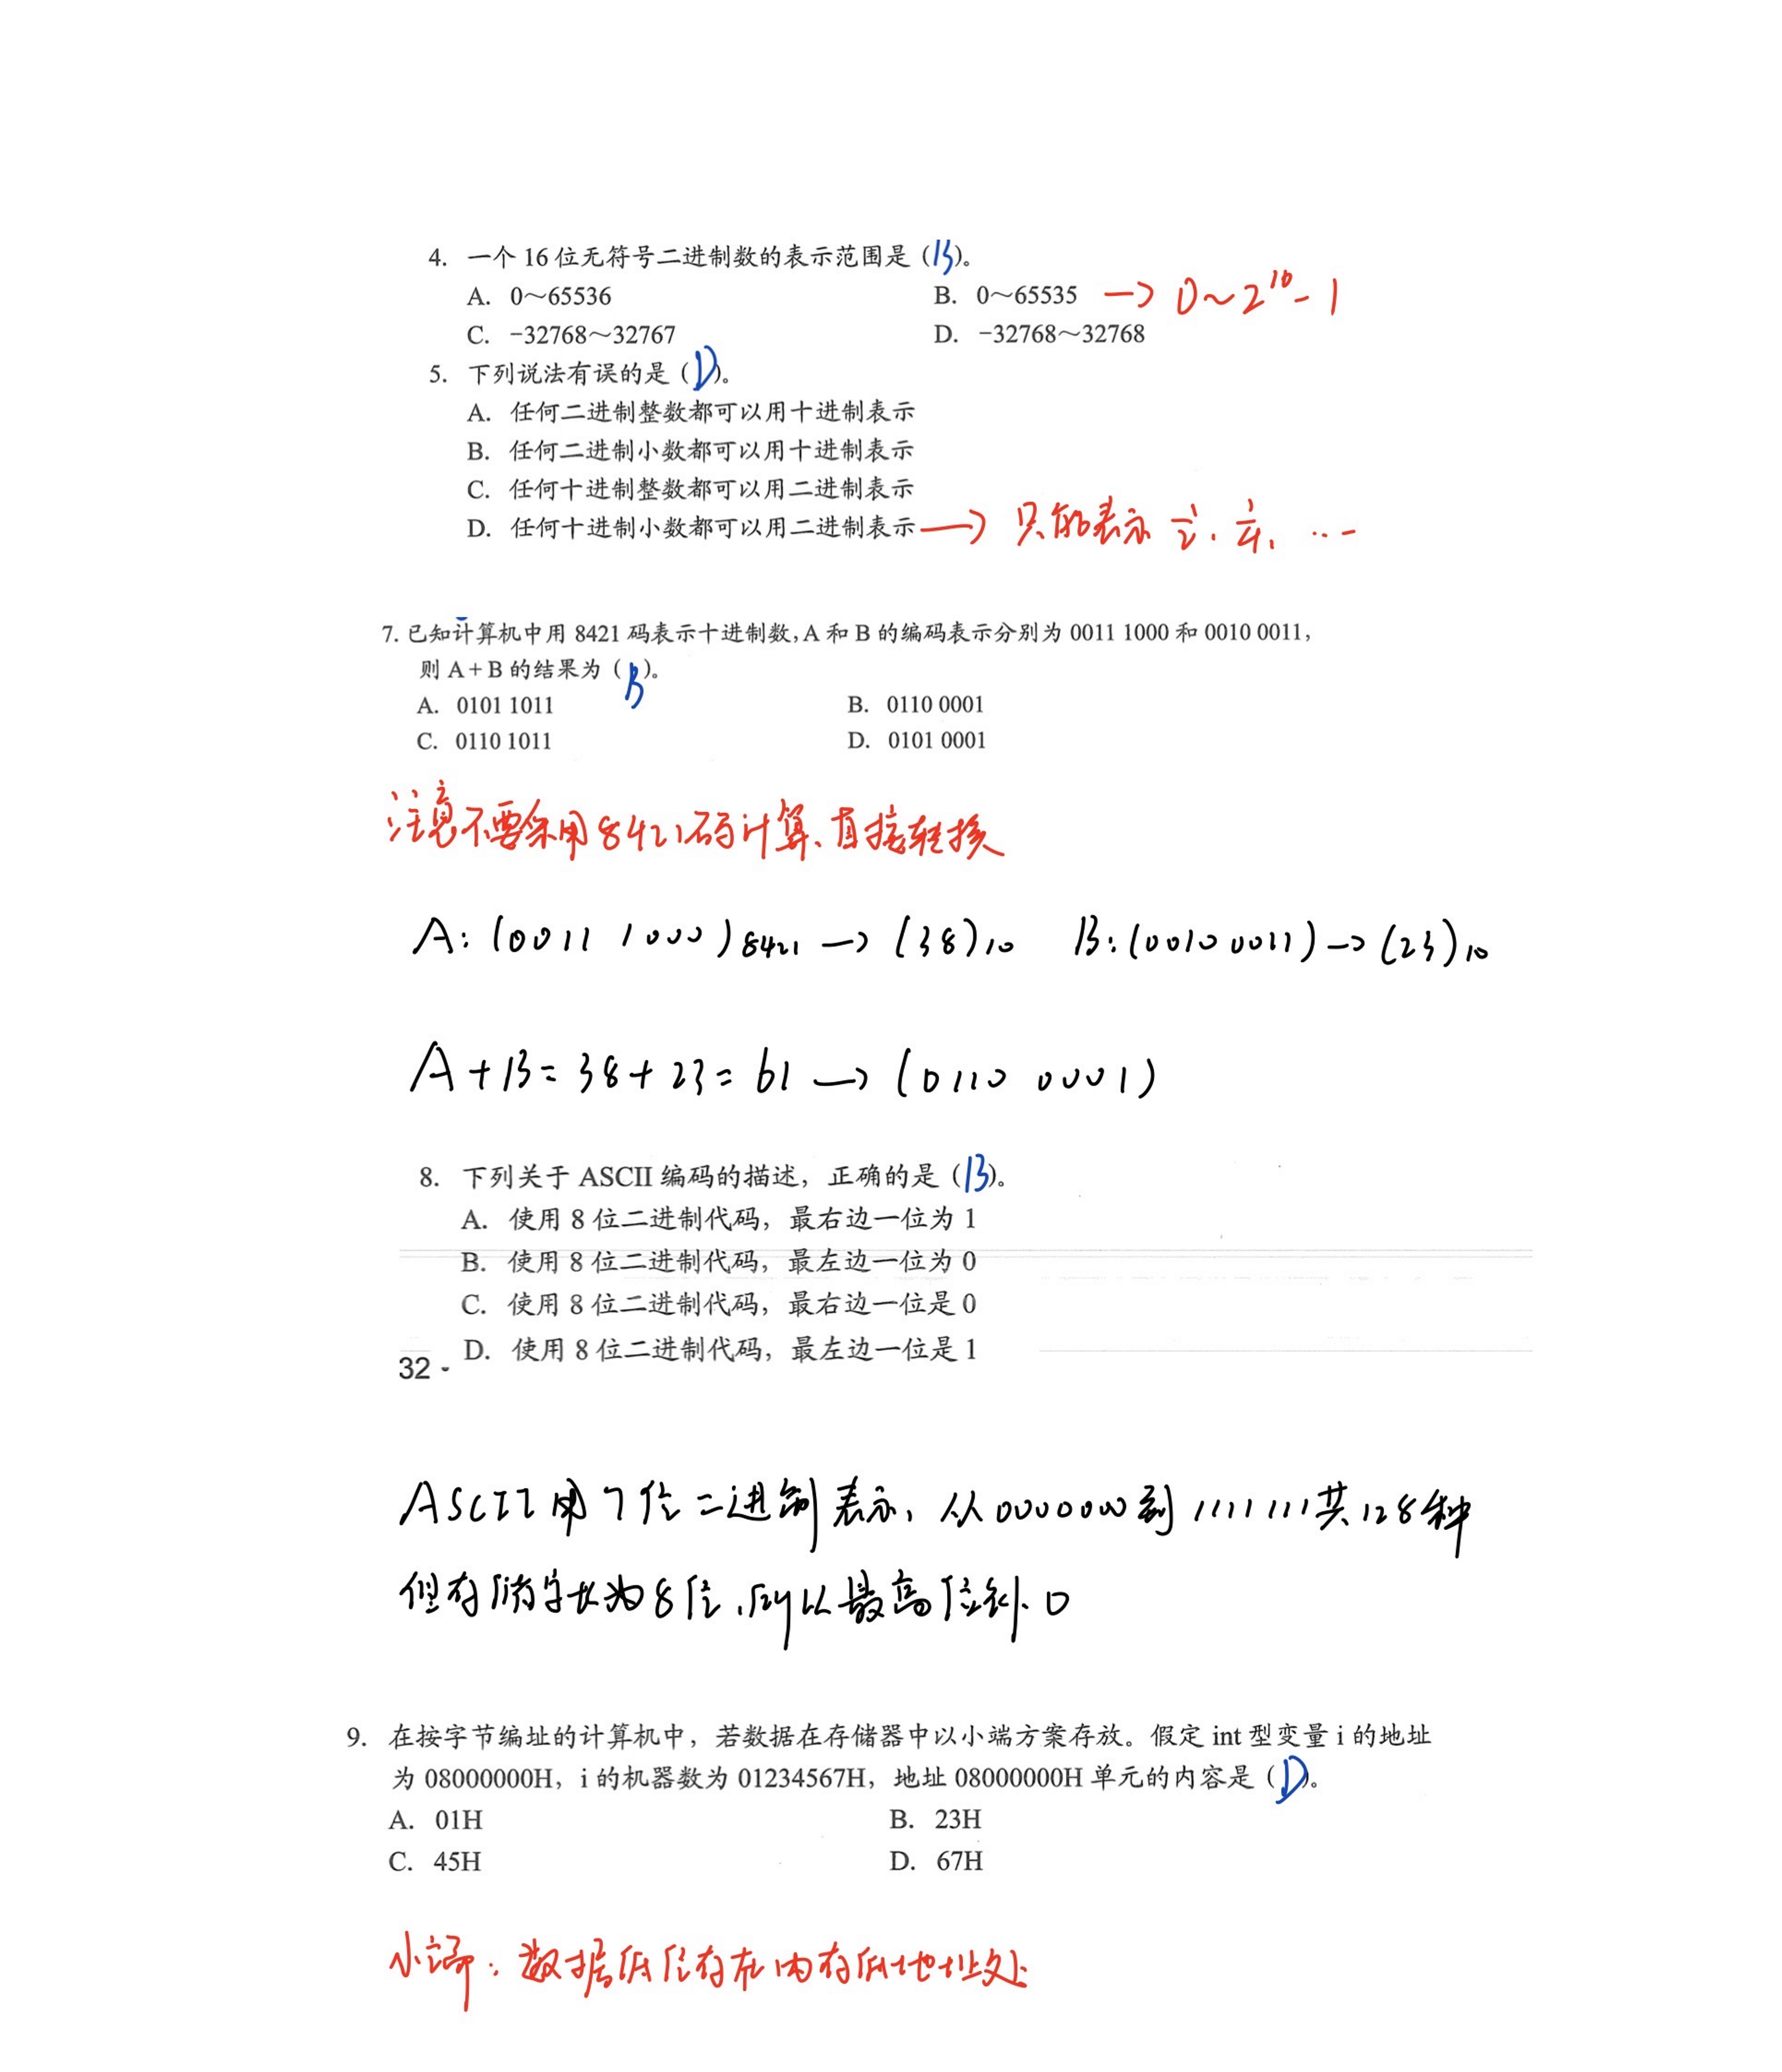 4. 一个 16 位无符号二进制数的表示范围是（B）。
A. 0～65536 B. 0～65535 → 0～2^16-1
C. -32768～32767 D. -32768～32768
5. 下列说法有误的是（D）。
A. 任何二进制整数都可以用十进制表示
B. 任何二进制小数都可以用十进制表示
C. 任何十进制整数都可以用二进制表示
D. 任何十进制小数都可以用二进制表示 → 只能表示 1/2、1/4、…
7. 已知计算机中用 8421 码表示十进制数,A 和 B 的编码表示分别为 0011 1000 和 0010 0011,
则 A+B 的结果为（B）。
A. 0101 1011 B. 0110 0001
C. 0110 1011 D. 0101 0001
注意不要采用8421码计算、直接转换
A:(0011 1000)8421 → (38)10 B:(0010 0011) → (23)10
A+B=38+23=61 → (0110 0001)
8. 下列关于 ASCII 编码的描述，正确的是（B）。
A. 使用 8 位二进制代码，最右边一位为 1
B. 使用 8 位二进制代码，最左边一位为 0
C. 使用 8 位二进制代码，最右边一位是 0
D. 使用 8 位二进制代码，最左边一位是 1
32
ASCII用7位二进制表示，从0000000到1111111共128种
但存储字长为8位，所以最高位补0
9. 在按字节编址的计算机中，若数据在存储器中以小端方案存放。假定 int 型变量 i 的地址
为 08000000H，i 的机器数为 01234567H，地址 08000000H 单元的内容是（D）。
A. 01H B. 23H
C. 45H D. 67H
小端：数据低位存在内存低地址处